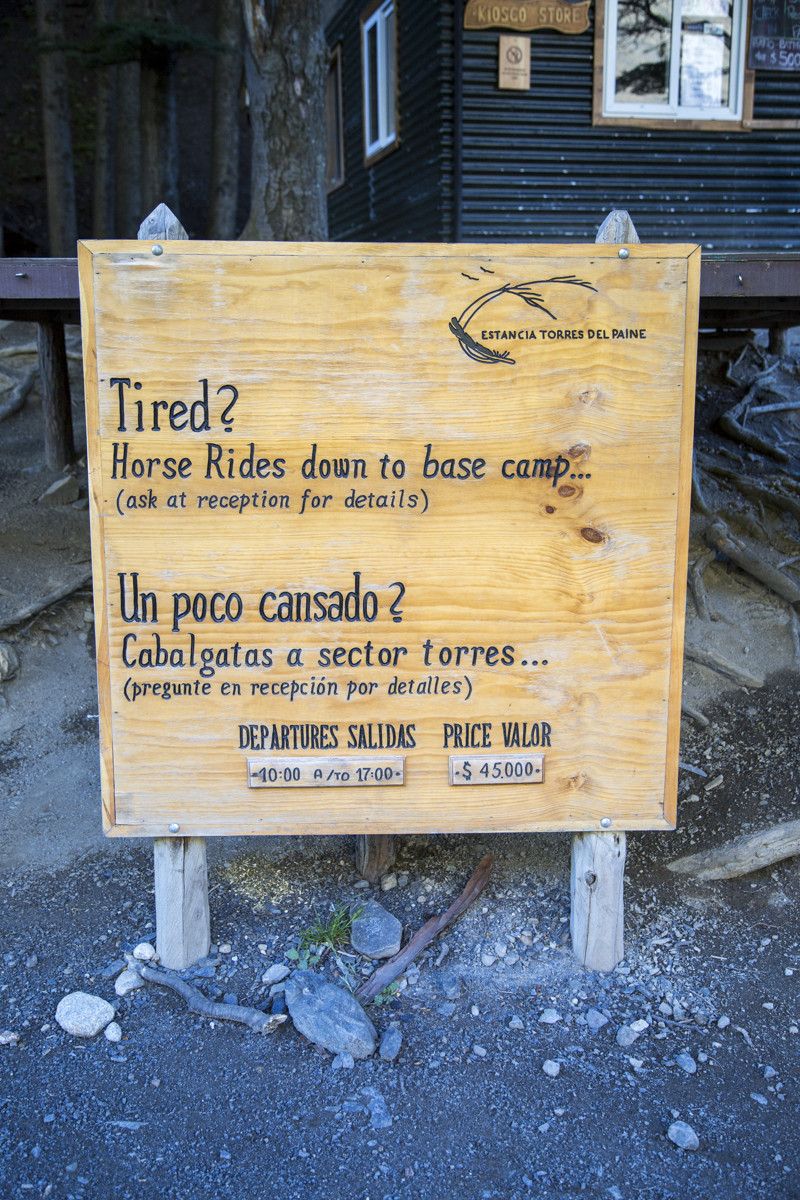 KIOSCO STORE
$500
ESTANCIA TORRES DEL PAINE
Tired?
Horse Rides down to base camp...
(ask at reception for details)
Un poco cansado?
Cabalgatas a sector torres...
(pregunte en recepción por detalles)
DEPARTURES SALIDAS PRICE VALOR
10:00 A/TO 17:00 $ 45.000